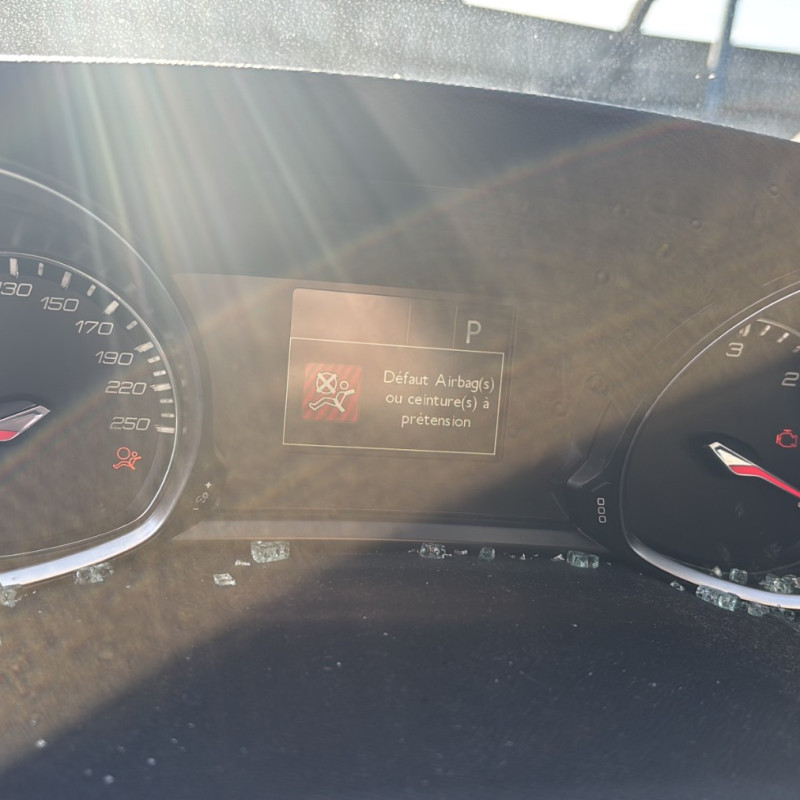 130
150
170
190
220
250
P
Défaut Airbag(s)
ou ceinture(s) à
prétension
3
2